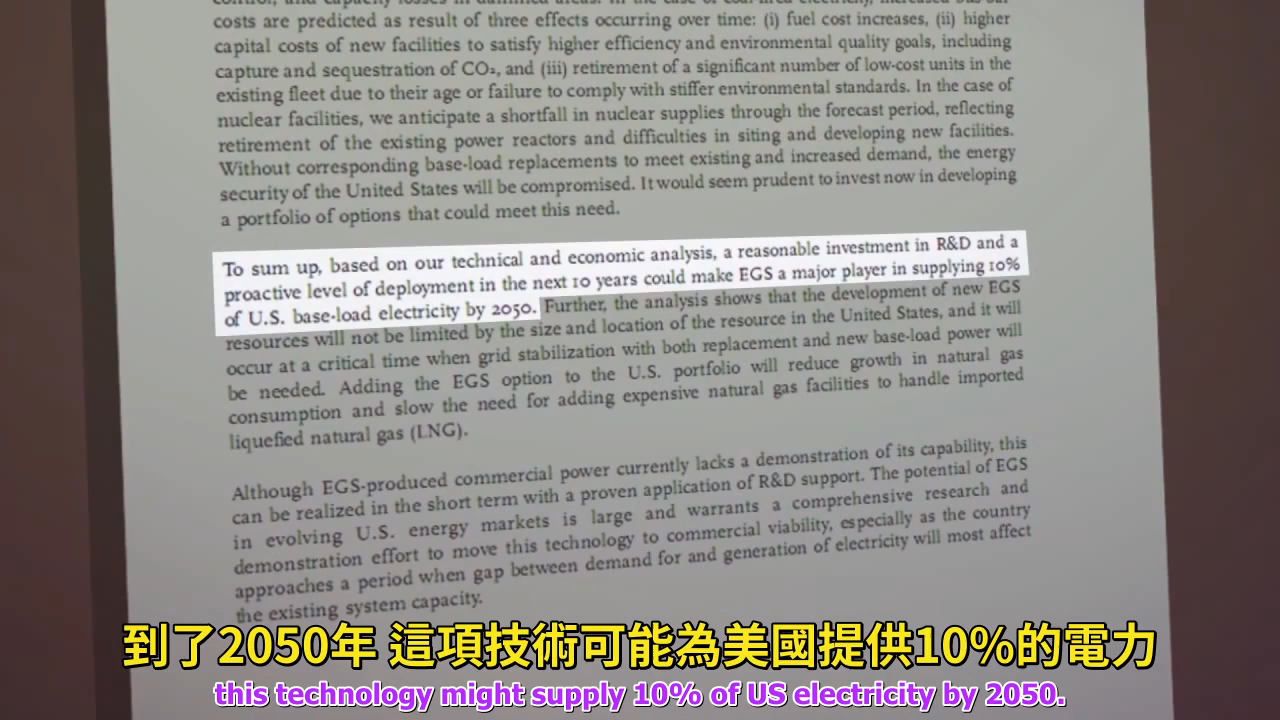 costs are predicted as result of three effects occurring over time: (i) fuel cost increases, (ii) higher
capital costs of new facilities to satisfy higher efficiency and environmental quality goals, including
capture and sequestration of CO₂, and (iii) retirement of a significant number of low-cost units in the
existing fleet due to their age or failure to comply with stiffer environmental standards. In the case of
nuclear facilities, we anticipate a shortfall in nuclear supplies through the forecast period, reflecting
retirement of the existing power reactors and difficulties in siting and developing new facilities.
Without corresponding base-load replacements to meet existing and increased demand, the energy
security of the United States will be compromised. It would seem prudent to invest now in developing
a portfolio of options that could meet this need.
To sum up, based on our technical and economic analysis, a reasonable investment in R&D and a
proactive level of deployment in the next 10 years could make EGS a major player in supplying 10%
of U.S. base-load electricity by 2050. Further, the analysis shows that the development of new EGS
resources will not be limited by the size and location of the resource in the United States, and it will
occur at a critical time when grid stabilization with both replacement and new base-load power will
be needed. Adding the EGS option to the U.S. portfolio will reduce growth in natural gas
consumption and slow the need for adding expensive natural gas facilities to handle imported
liquefied natural gas (LNG).
Although EGS-produced commercial power currently lacks a demonstration of its capability, this
can be realized in the short term with a proven application of R&D support. The potential of EGS
in evolving U.S. energy markets is large and warrants a comprehensive research and
demonstration effort to move this technology to commercial viability, especially as the country
approaches a period when gap between demand for and generation of electricity will most affect
the existing system capacity.
到了2050年 這項技術可能為美國提供10%的電力
this technology might supply 10% of US electricity by 2050.